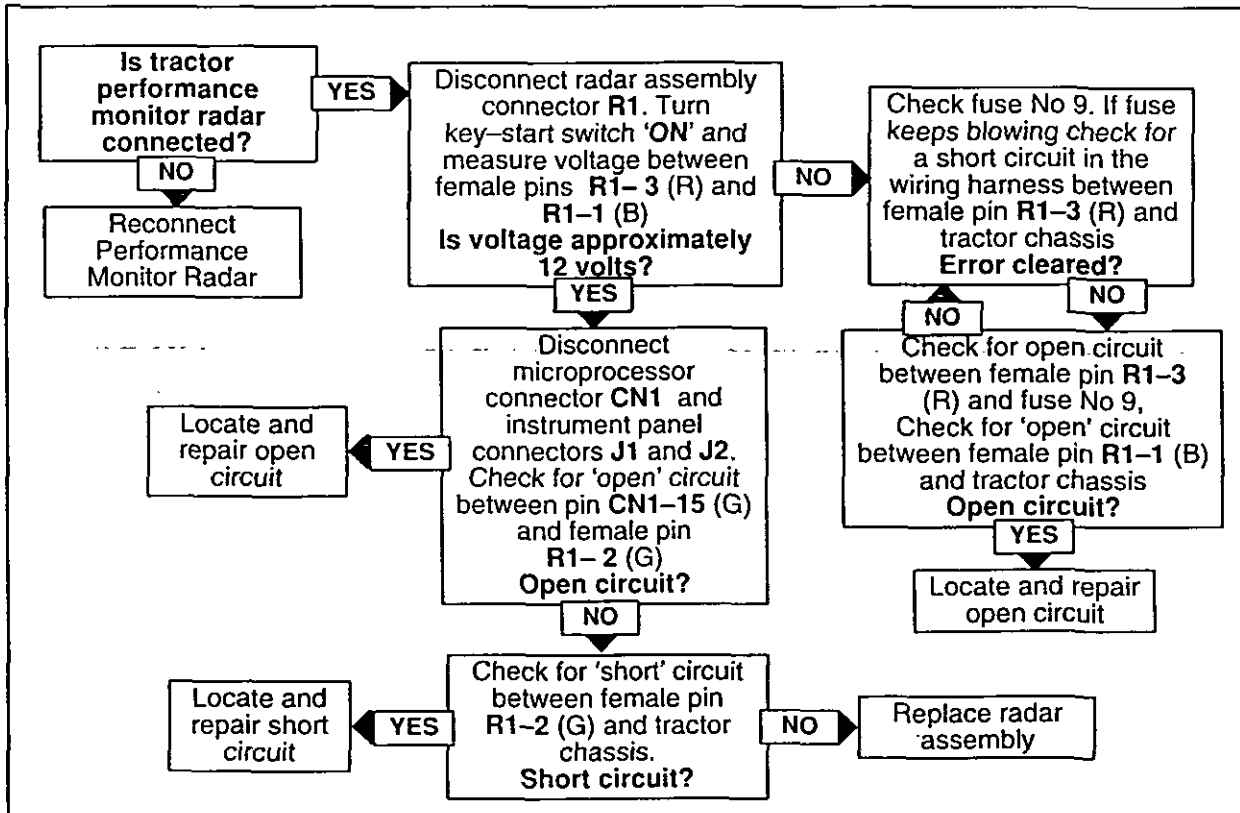 Is tractor
performance
monitor radar
connected?
YES
NO
Reconnect
Performance
Monitor Radar
Disconnect radar assembly
connector R1. Turn
key–start switch ‘ON’ and
measure voltage between
female pins R1– 3 (R) and
R1–1 (B)
Is voltage approximately
12 volts?
NO
YES
Check fuse No 9. If fuse
keeps blowing check for
a short circuit in the
wiring harness between
female pin R1–3 (R) and
tractor chassis
Error cleared?
NO
NO
Check for open circuit
between female pin R1–3
(R) and fuse No 9,
Check for ‘open’ circuit
between female pin R1–1 (B)
and tractor chassis
Open circuit?
YES
Locate and repair
open circuit
Disconnect
microprocessor
connector CN1 and
instrument panel
connectors J1 and J2.
Check for ‘open’ circuit
between pin CN1–15 (G)
and female pin
R1– 2 (G)
Open circuit?
YES
Locate and
repair open
circuit
NO
Check for ‘short’ circuit
between female pin
R1–2 (G) and tractor
chassis.
Short circuit?
YES
Locate and
repair short
circuit
NO
Replace radar
assembly